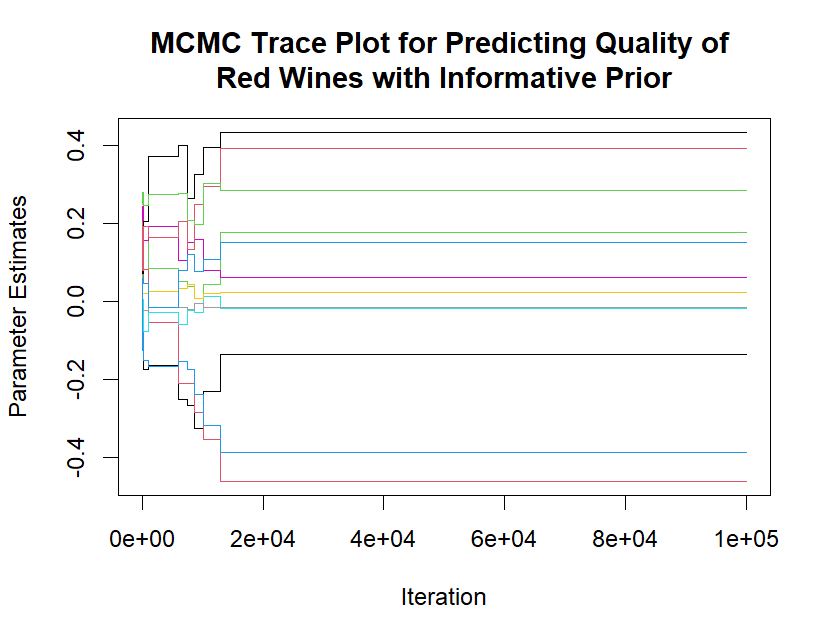 MCMC Trace Plot for Predicting Quality of
Red Wines with Informative Prior
Parameter Estimates
0.4
0.2
0.0
-0.2
-0.4
0e+00 2e+04 4e+04 6e+04 8e+04 1e+05
Iteration